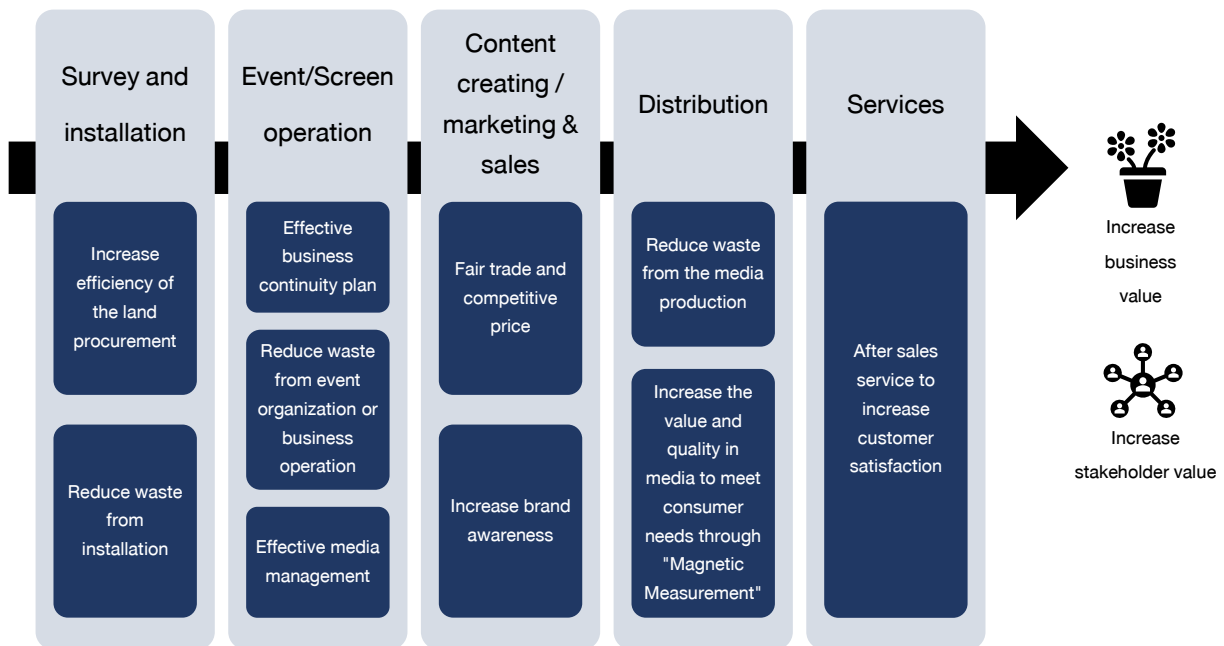 Survey and
installation
Increase
efficiency of
the land
procurement
Reduce waste
from
installation
Event/Screen
operation
Effective
business
continuity plan
Reduce waste
from event
organization or
business
operation
Effective media
management
Content
creating /
marketing &
sales
Fair trade and
competitive
price
Increase brand
awareness
Distribution
Reduce waste
from the media
production
Increase the
value and
quality in
media to meet
consumer
needs through
"Magnetic
Measurement"
Services
After sales
service to
increase
customer
satisfaction
Increase
business
value
Increase
stakeholder value